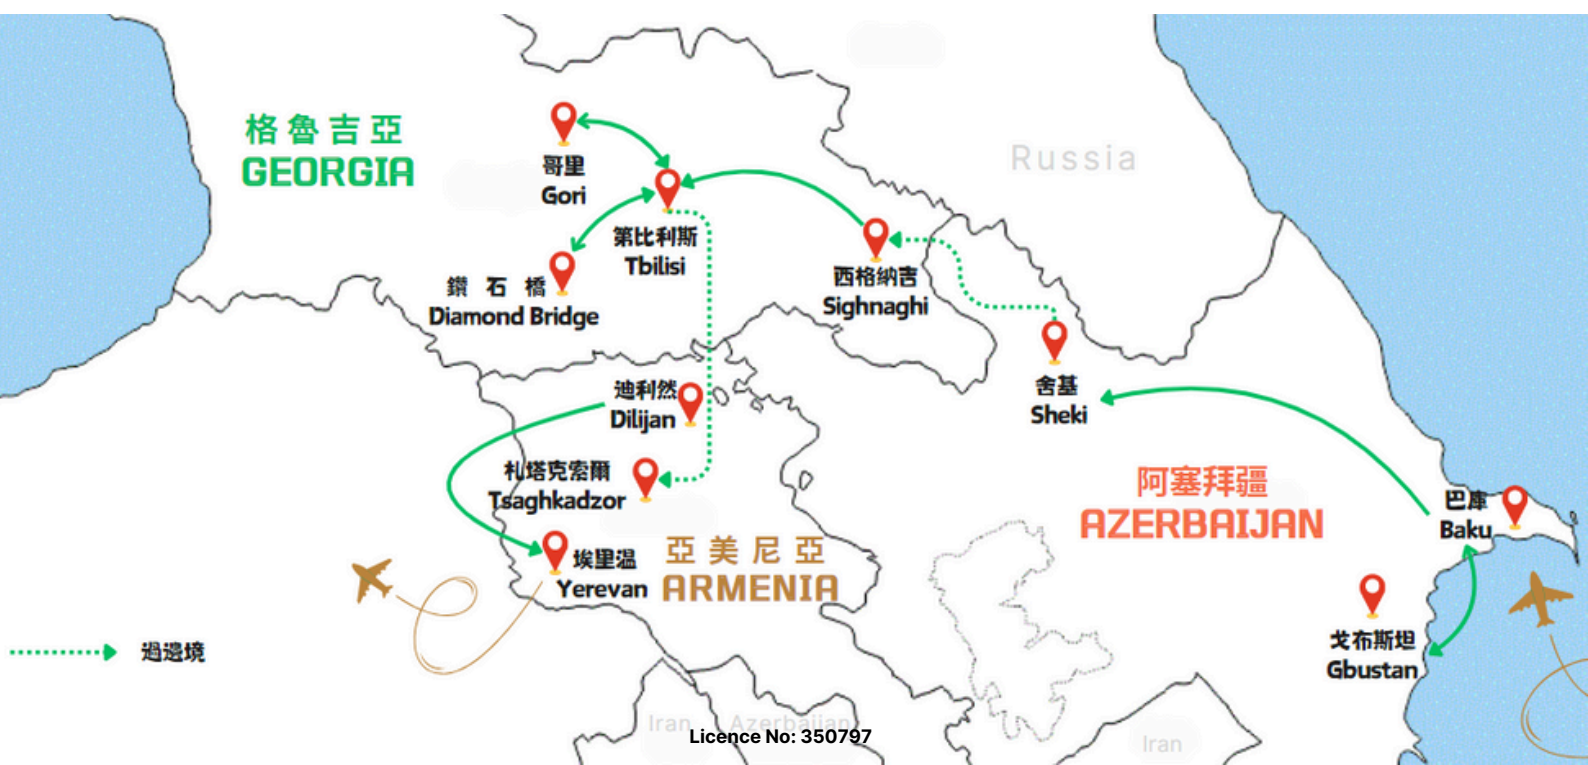 格魯吉亞
GEORGIA
哥里
Gori
第比利斯
Tbilisi
鑽石橋
Diamond Bridge
西格納吉
Sighnaghi
Russia
舍基
Sheki
迪利然
Dilijan
札塔克索爾
Tsaghkadzor
埃里温
Yerevan
亞美尼亞
ARMENIA
阿塞拜疆
AZERBAIJAN
巴庫
Baku
戈布斯坦
Gbustan
過邊境
Iran
Azerbaijan
Iran
Licence No: 350797